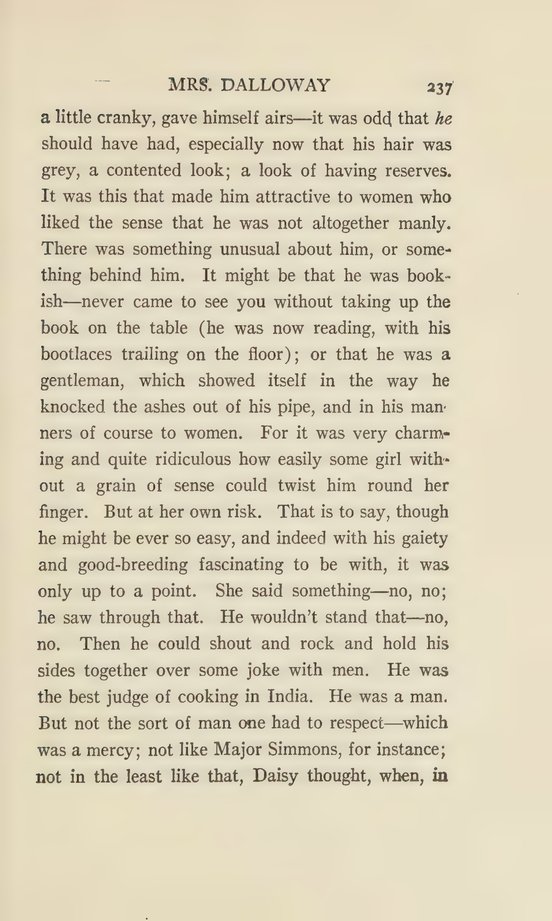 MRS. DALLOWAY 237
a little cranky, gave himself airs—it was odd that he
should have had, especially now that his hair was
grey, a contented look; a look of having reserves.
It was this that made him attractive to women who
liked the sense that he was not altogether manly.
There was something unusual about him, or some-
thing behind him. It might be that he was book-
ish—never came to see you without taking up the
book on the table (he was now reading, with his
bootlaces trailing on the floor); or that he was a
gentleman, which showed itself in the way he
knocked the ashes out of his pipe, and in his man-
ners of course to women. For it was very charm-
ing and quite ridiculous how easily some girl with-
out a grain of sense could twist him round her
finger. But at her own risk. That is to say, though
he might be ever so easy, and indeed with his gaiety
and good-breeding fascinating to be with, it was
only up to a point. She said something—no, no;
he saw through that. He wouldn't stand that—no,
no. Then he could shout and rock and hold his
sides together over some joke with men. He was
the best judge of cooking in India. He was a man.
But not the sort of man one had to respect—which
was a mercy; not like Major Simmons, for instance;
not in the least like that, Daisy thought, when, in